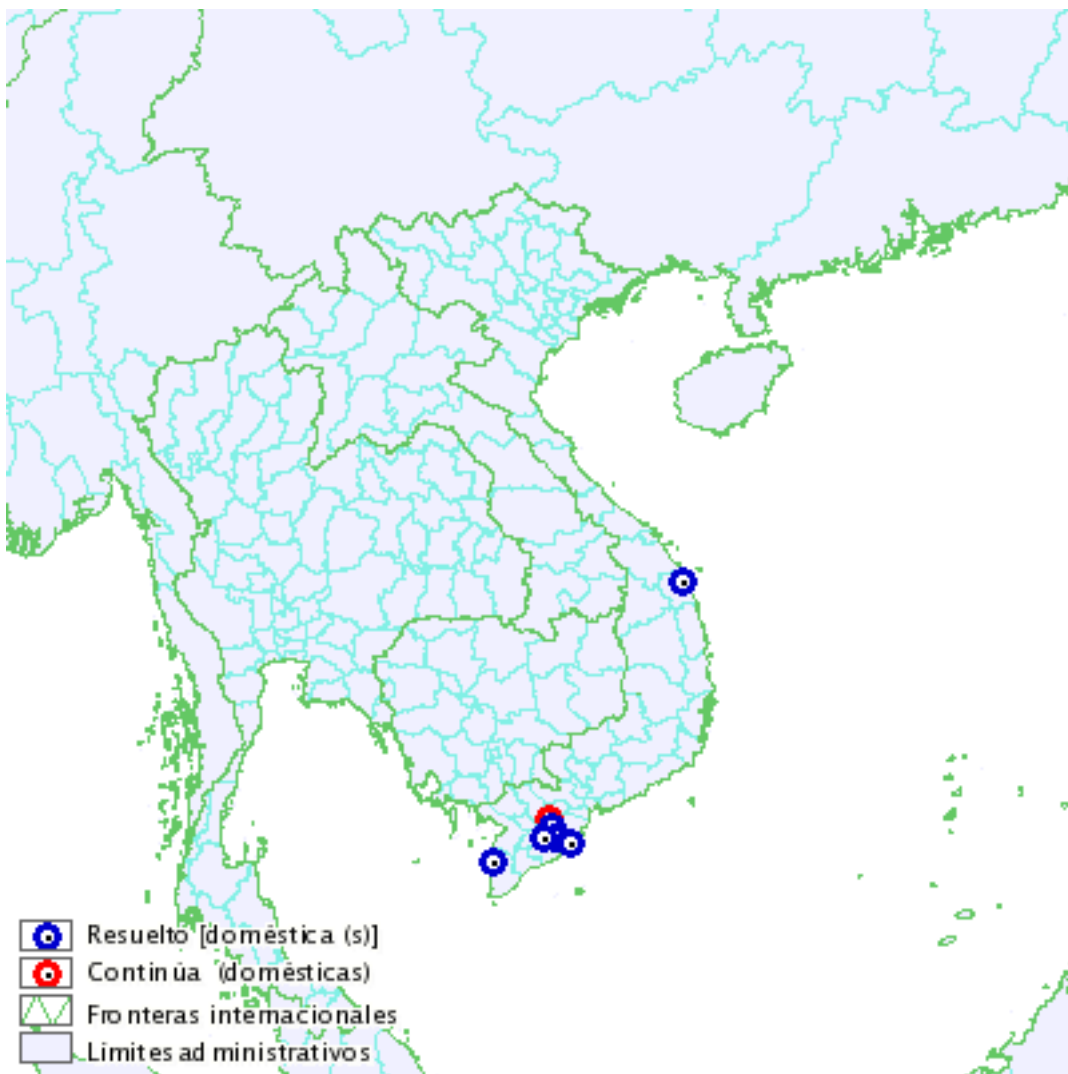 Resuelto [doméstica (s)]
Continúa (domésticas)
Fronteras internacionales
Límites administrativos